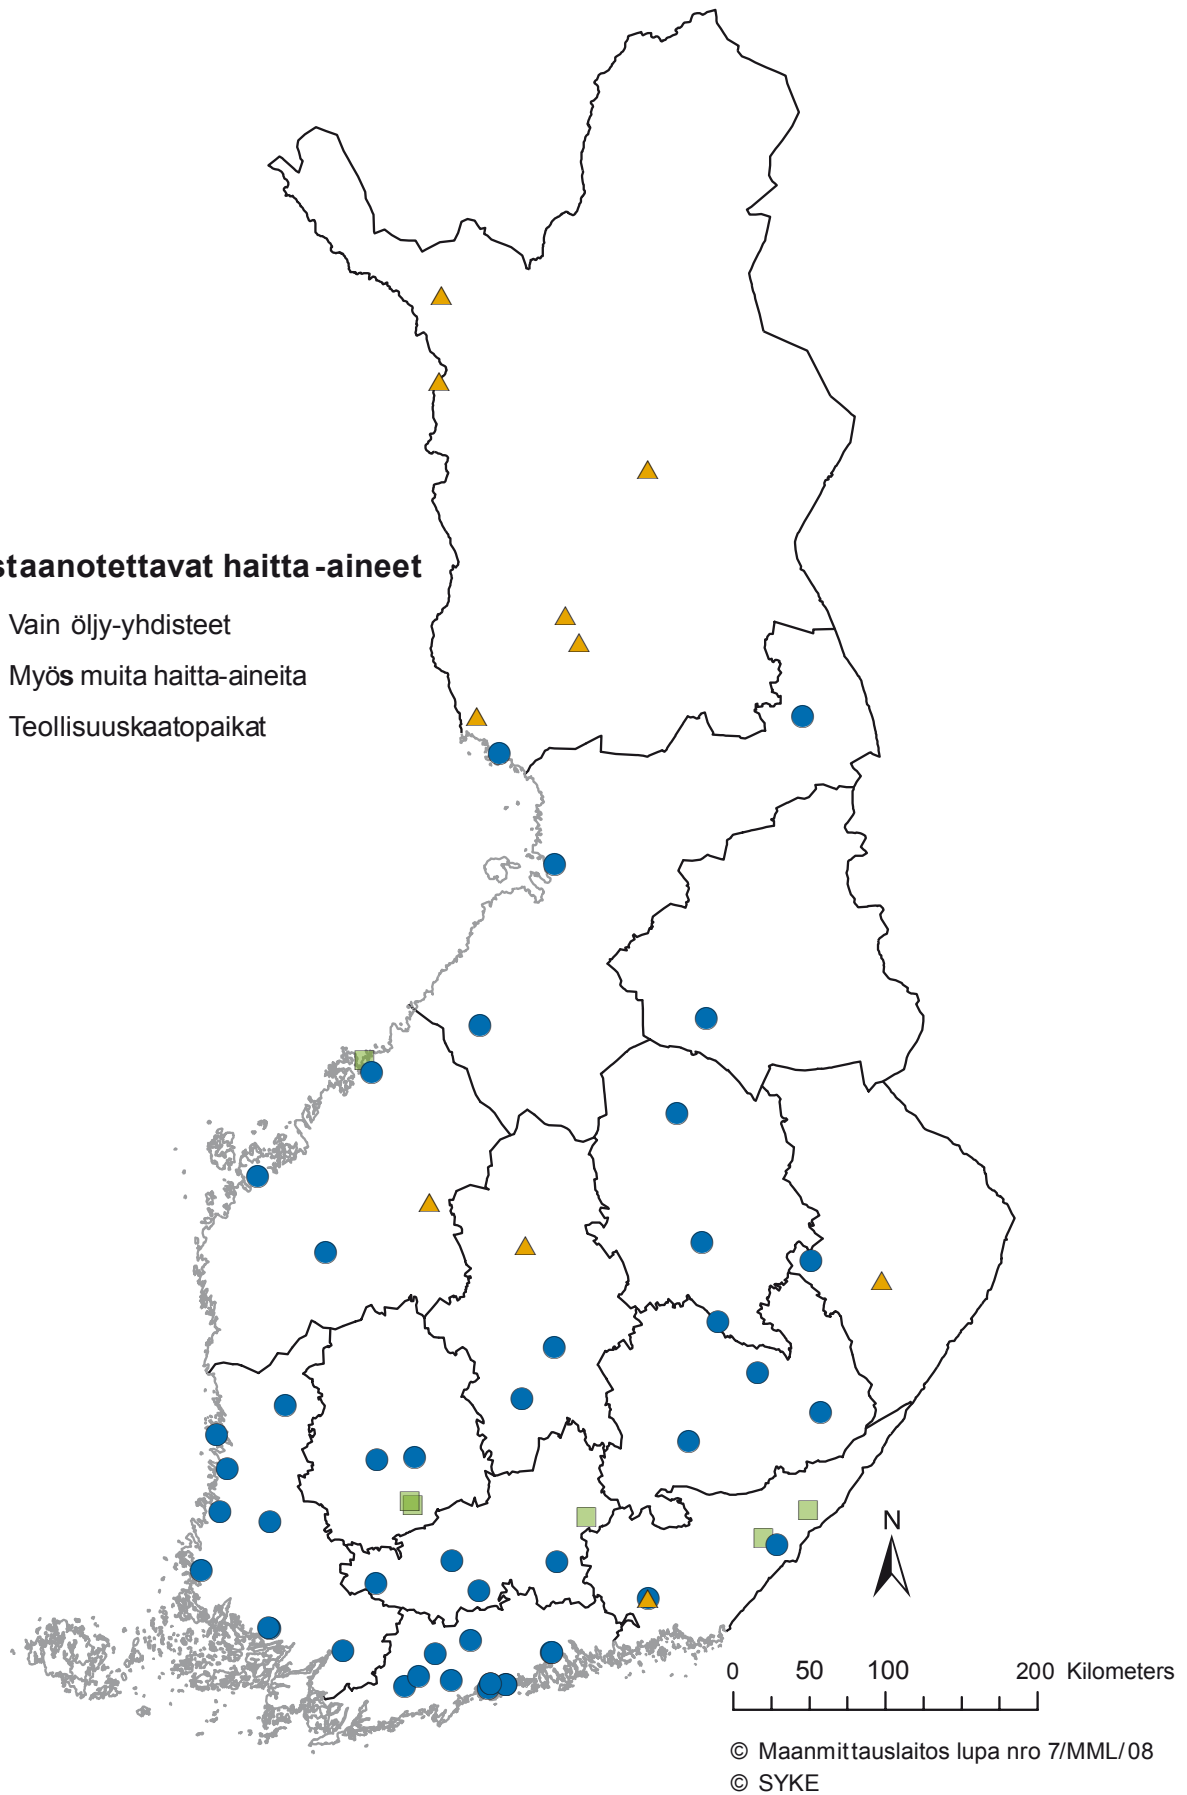 staanotettavat haitta-aineet
Vain öljy-yhdisteet
Myös muita haitta-aineita
Teollisuuskaatopaikat
N
0 50 100 200 Kilometers
© Maanmittauslaitos lupa nro 7/MML/08
© SYKE